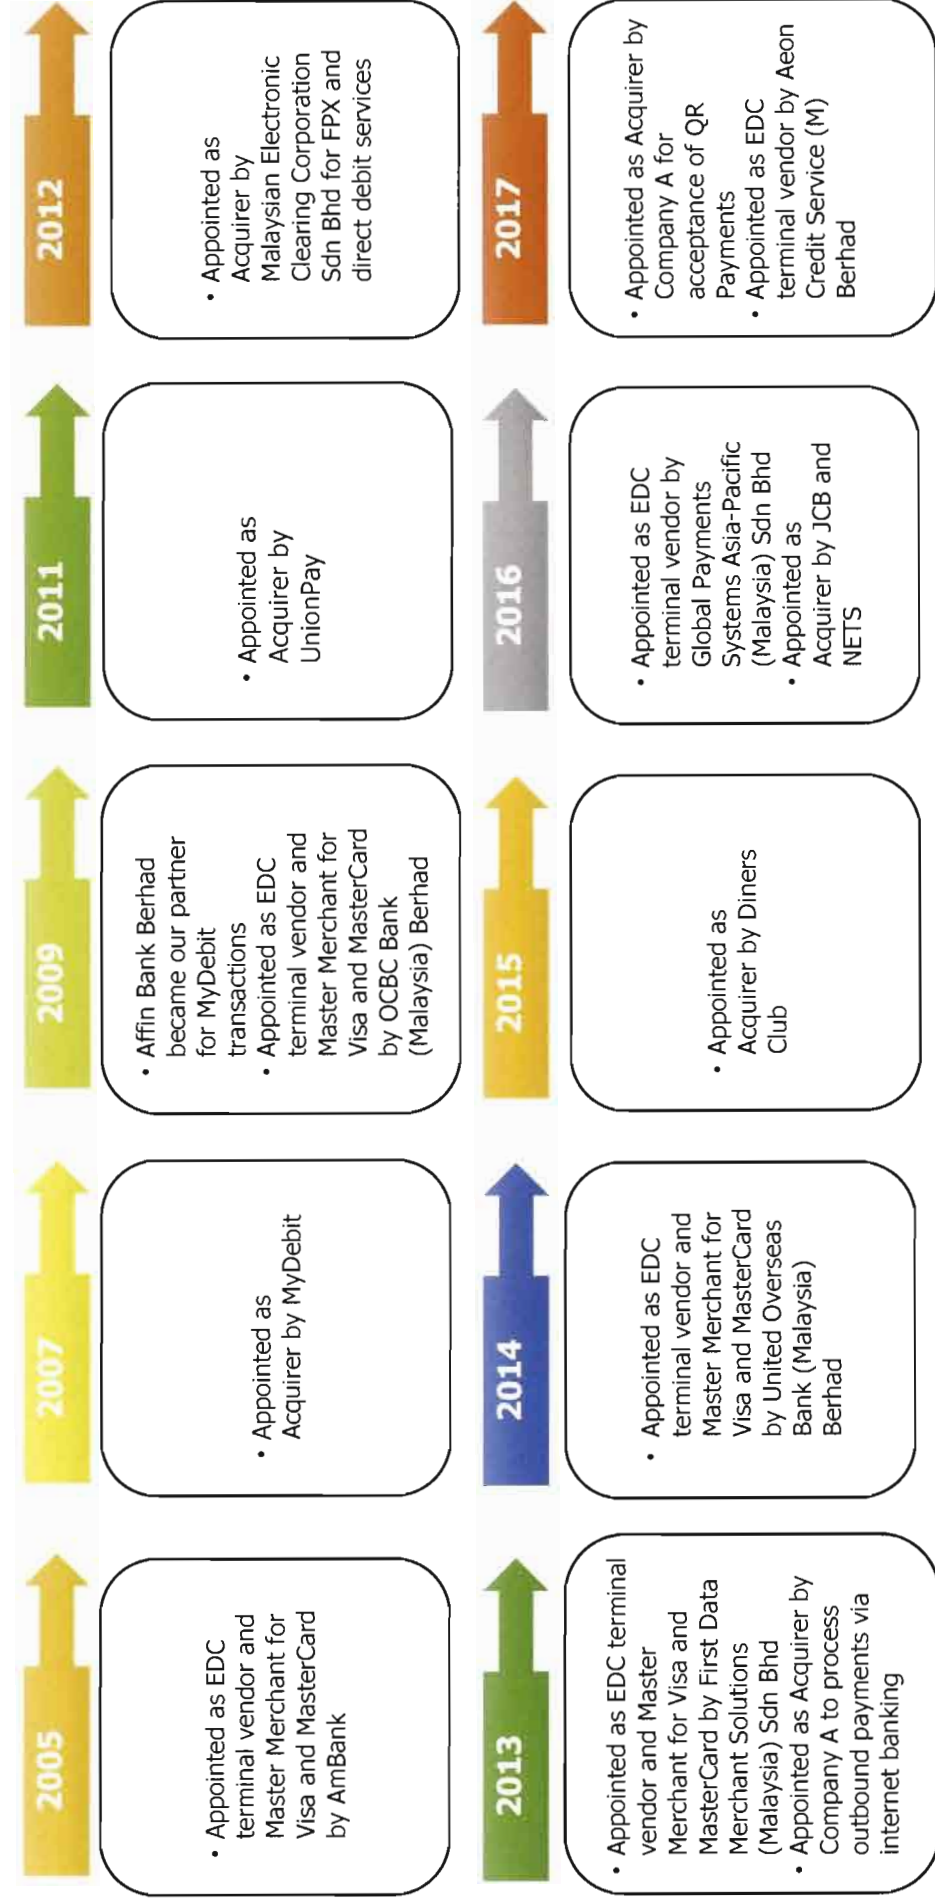 2005
• Appointed as EDC
terminal vendor and
Master Merchant for
Visa and MasterCard
by AmBank
2007
• Appointed as
Acquirer by MyDebit
2009
• Affin Bank Berhad
became our partner
for MyDebit
transactions
• Appointed as EDC
terminal vendor and
Master Merchant for
Visa and MasterCard
by OCBC Bank
(Malaysia) Berhad
2011
• Appointed as
Acquirer by
UnionPay
2012
• Appointed as
Acquirer by
Malaysian Electronic
Clearing Corporation
Sdn Bhd for FPX and
direct debit services
2013
• Appointed as EDC terminal
vendor and Master
Merchant for Visa and
MasterCard by First Data
Merchant Solutions
(Malaysia) Sdn Bhd
• Appointed as Acquirer by
Company A to process
outbound payments via
internet banking
2014
• Appointed as EDC
terminal vendor and
Master Merchant for
Visa and MasterCard
by United Overseas
Bank (Malaysia)
Berhad
2015
• Appointed as
Acquirer by Diners
Club
2016
• Appointed as EDC
terminal vendor by
Global Payments
Systems Asia-Pacific
(Malaysia) Sdn Bhd
• Appointed as
Acquirer by JCB and
NETS
2017
• Appointed as Acquirer by
Company A for
acceptance of QR
Payments
• Appointed as EDC
terminal vendor by Aeon
Credit Service (M)
Berhad